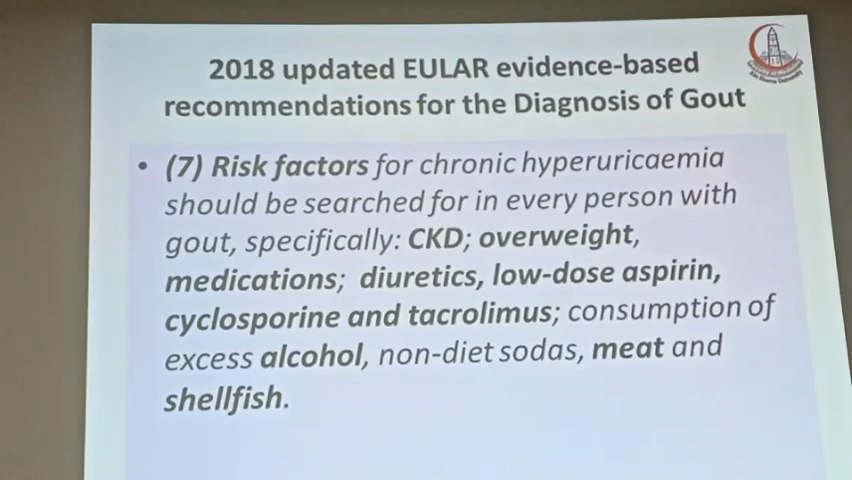 2018 updated EULAR evidence-based
recommendations for the Diagnosis of Gout
• (7) Risk factors for chronic hyperuricaemia
should be searched for in every person with
gout, specifically: CKD; overweight,
medications; diuretics, low-dose aspirin,
cyclosporine and tacrolimus; consumption of
excess alcohol, non-diet sodas, meat and
shellfish.